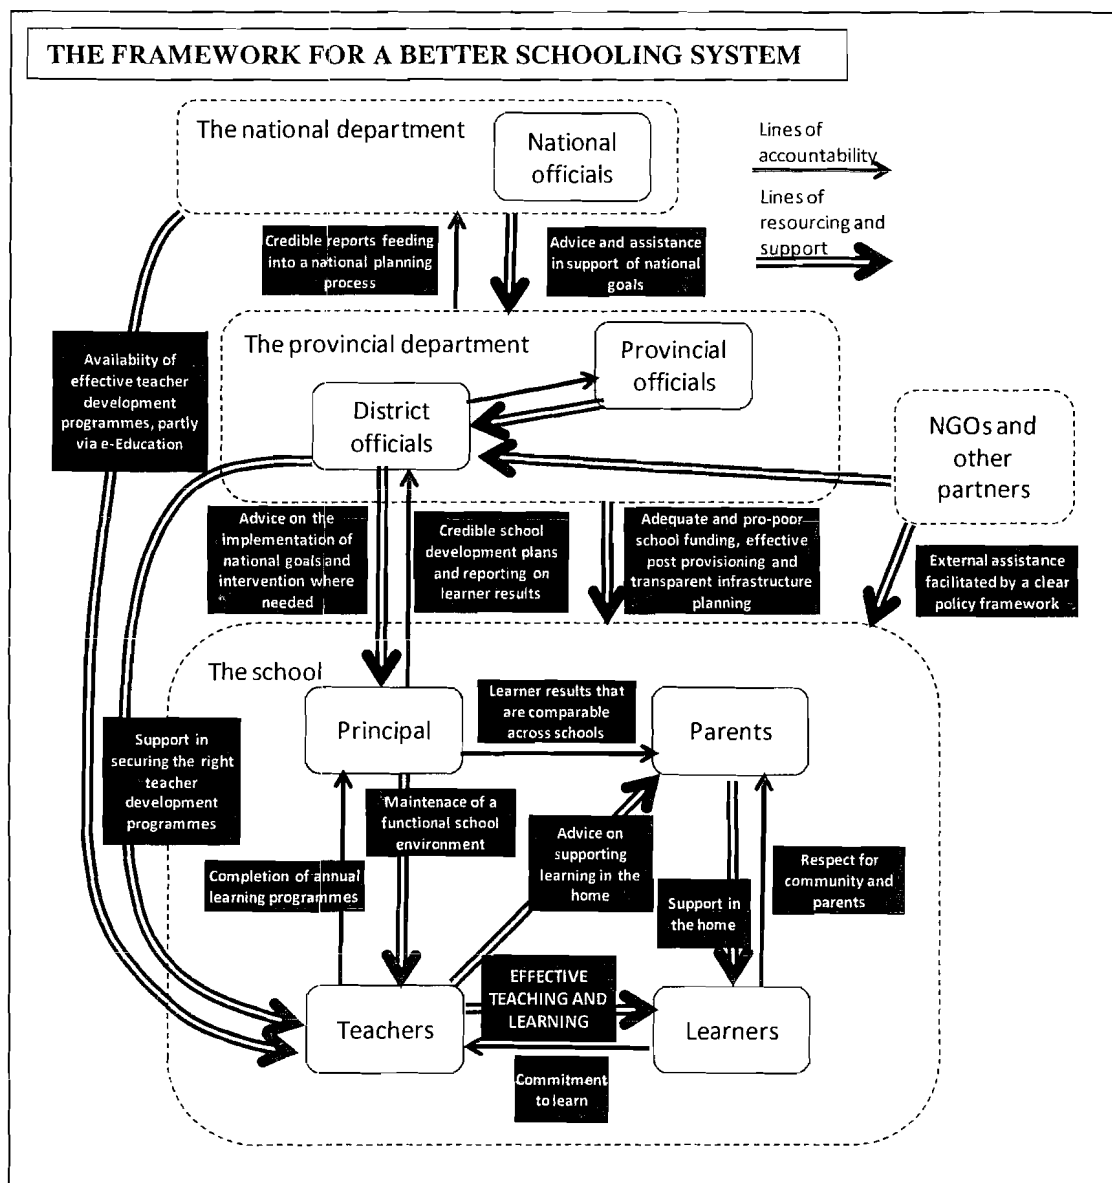 THE FRAMEWORK FOR A BETTER SCHOOLING SYSTEM
The national department
National
officials
Lines of
accountability
Lines of
resourcing and
support
Credible reports feeding
into a national planning
process
Advice and assistance
in support of national
goals
The provincial department
Provincial
officials
District
officials
NGOs and
other
partners
Availabiity of
effective teacher
development
programmes, partly
via e-Education
Advice on the
implementation of
national goals and
intervention where
needed
Credible school
development plans
and reporting on
learner results
Adequate and pro-poor
school funding, effective
post provisioning and
transparent infrastructure
planning
External assistance
facilitated by a clear
policy framework
The school
Principal
Learner results that
are comparable
across schools
Parents
Support in
securing the right
teacher
development
programmes
Maintenace of a
functional school
environment
Advice on
supporting
learning in the
home
Completion of annual
learning programmes
Support in
the home
Respect for
community and
parents
Teachers
EFFECTIVE
TEACHING AND
LEARNING
Learners
Commitment
to learn